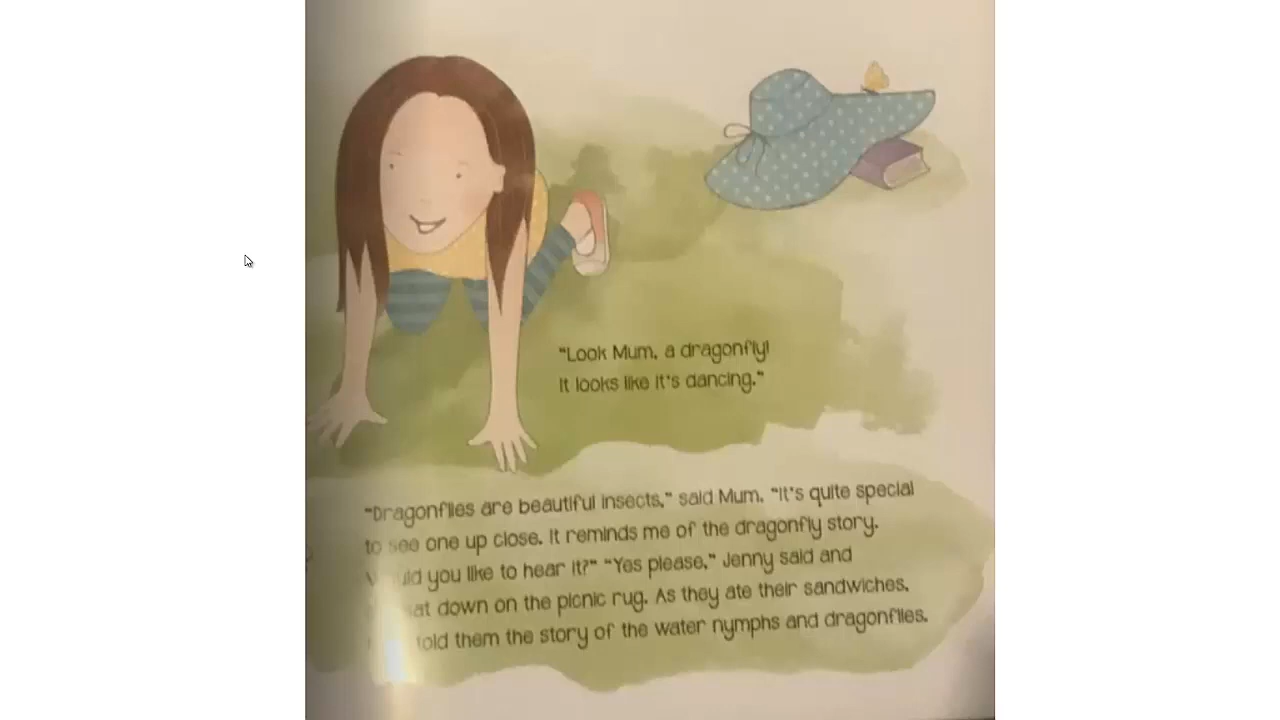 "Look Mum, a dragonfly!
It looks like it's dancing."
"Dragonflies are beautiful insects," said Mum. "It's quite special
to see one up close. It reminds me of the dragonfly story.
you like to hear it?" "Yes please," Jenny said and
down on the picnic rug. As they ate their sandwiches,
told them the story of the water nymphs and dragonflies.